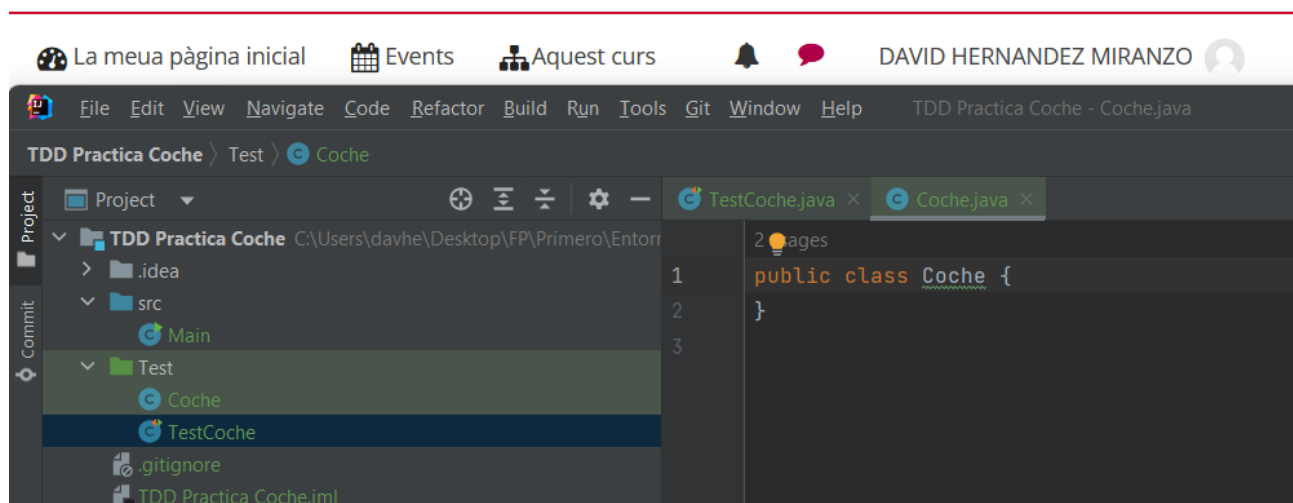 La meua pàgina inicial Events Aquest curs DAVID HERNANDEZ MIRANZO
File Edit View Navigate Code Refactor Build Run Tools Git Window Help TDD Practica Coche - Coche.java
TDD Practica Coche Test Coche
Project Project TestCoche.java Coche.java
TDD Practica Coche C:\Users\davhe\Desktop\FP\Primero\Entorr
2 usages
.idea
1 public class Coche {
src
2 }
Commit
Main
3
Test
Coche
TestCoche
.gitignore
TDD Practica Coche.iml